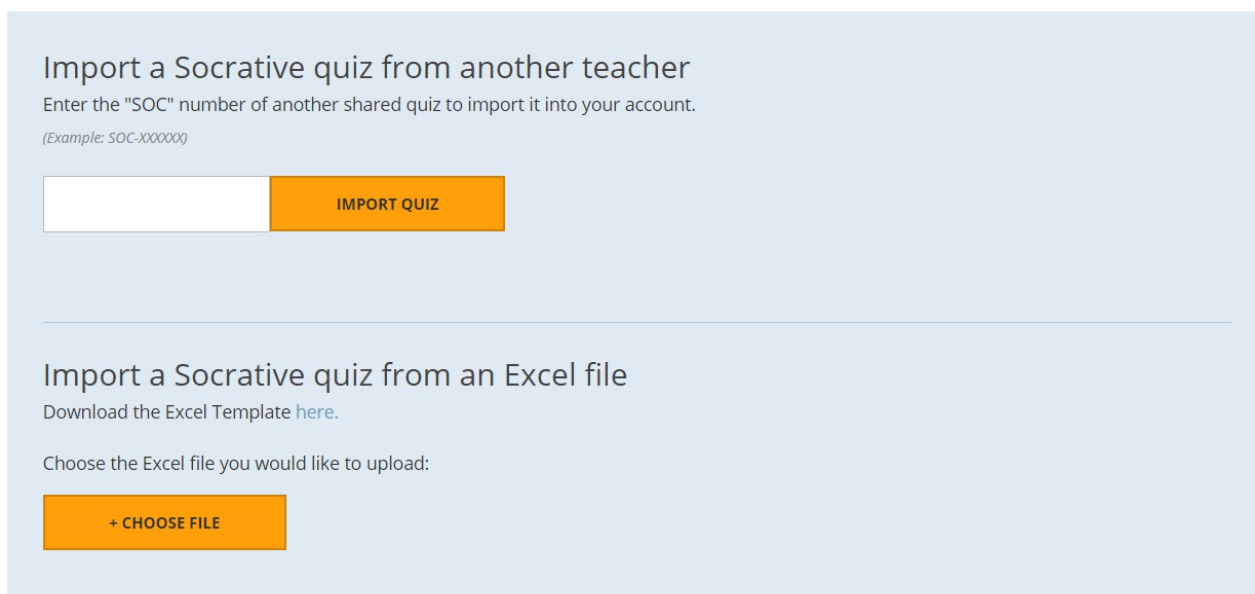 Import a Socrative quiz from another teacher
Enter the "SOC" number of another shared quiz to import it into your account.
(Example: SOC-XXXXXX)
IMPORT QUIZ
Import a Socrative quiz from an Excel file
Download the Excel Template here.
Choose the Excel file you would like to upload:
+ CHOOSE FILE